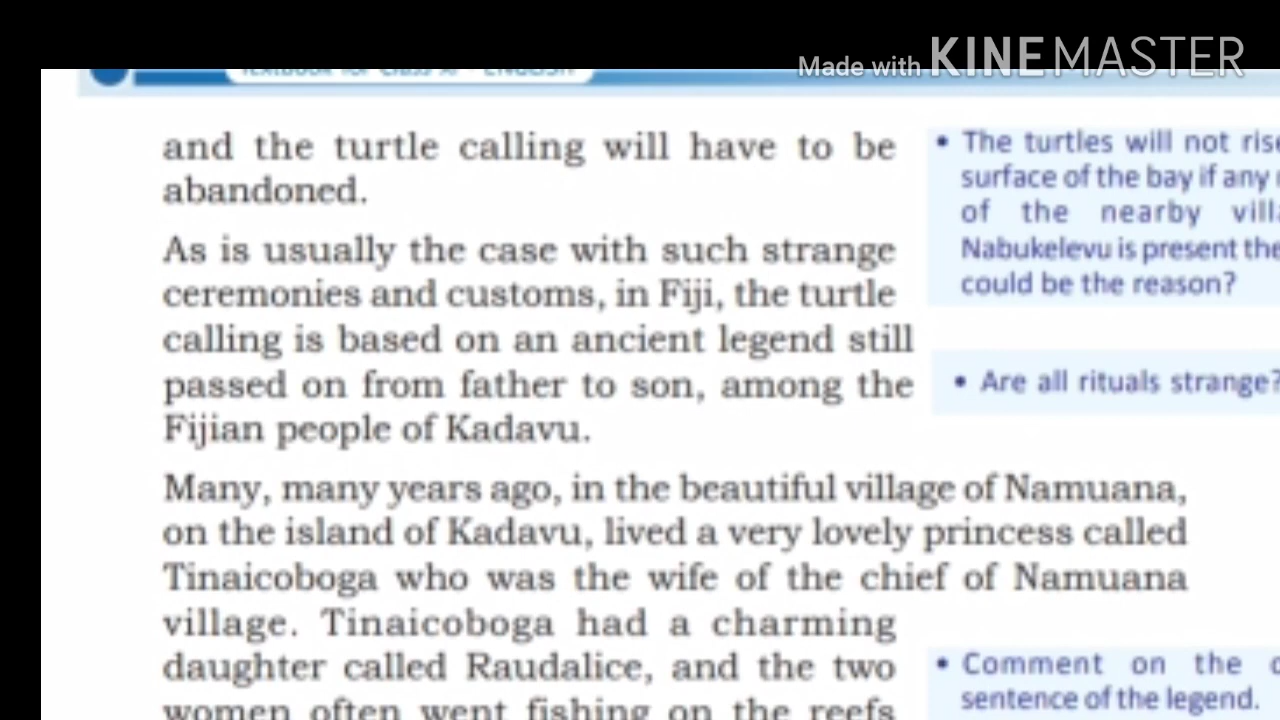 Made with KINEMASTER
and the turtle calling will have to be
abandoned.
As is usually the case with such strange
ceremonies and customs, in Fiji, the turtle
calling is based on an ancient legend still
passed on from father to son, among the
Fijian people of Kadavu.
Many, many years ago, in the beautiful village of Namuana,
on the island of Kadavu, lived a very lovely princess called
Tinaicoboga who was the wife of the chief of Namuana
village. Tinaicoboga had a charming
daughter called Raudalice, and the two
women often went fishing on the reefs
• The turtles will not rise
surface of the bay if any
of the nearby
Nabukelevu is present
could be the reason?
• Are all rituals strange?
• Comment on the
sentence of the legend.